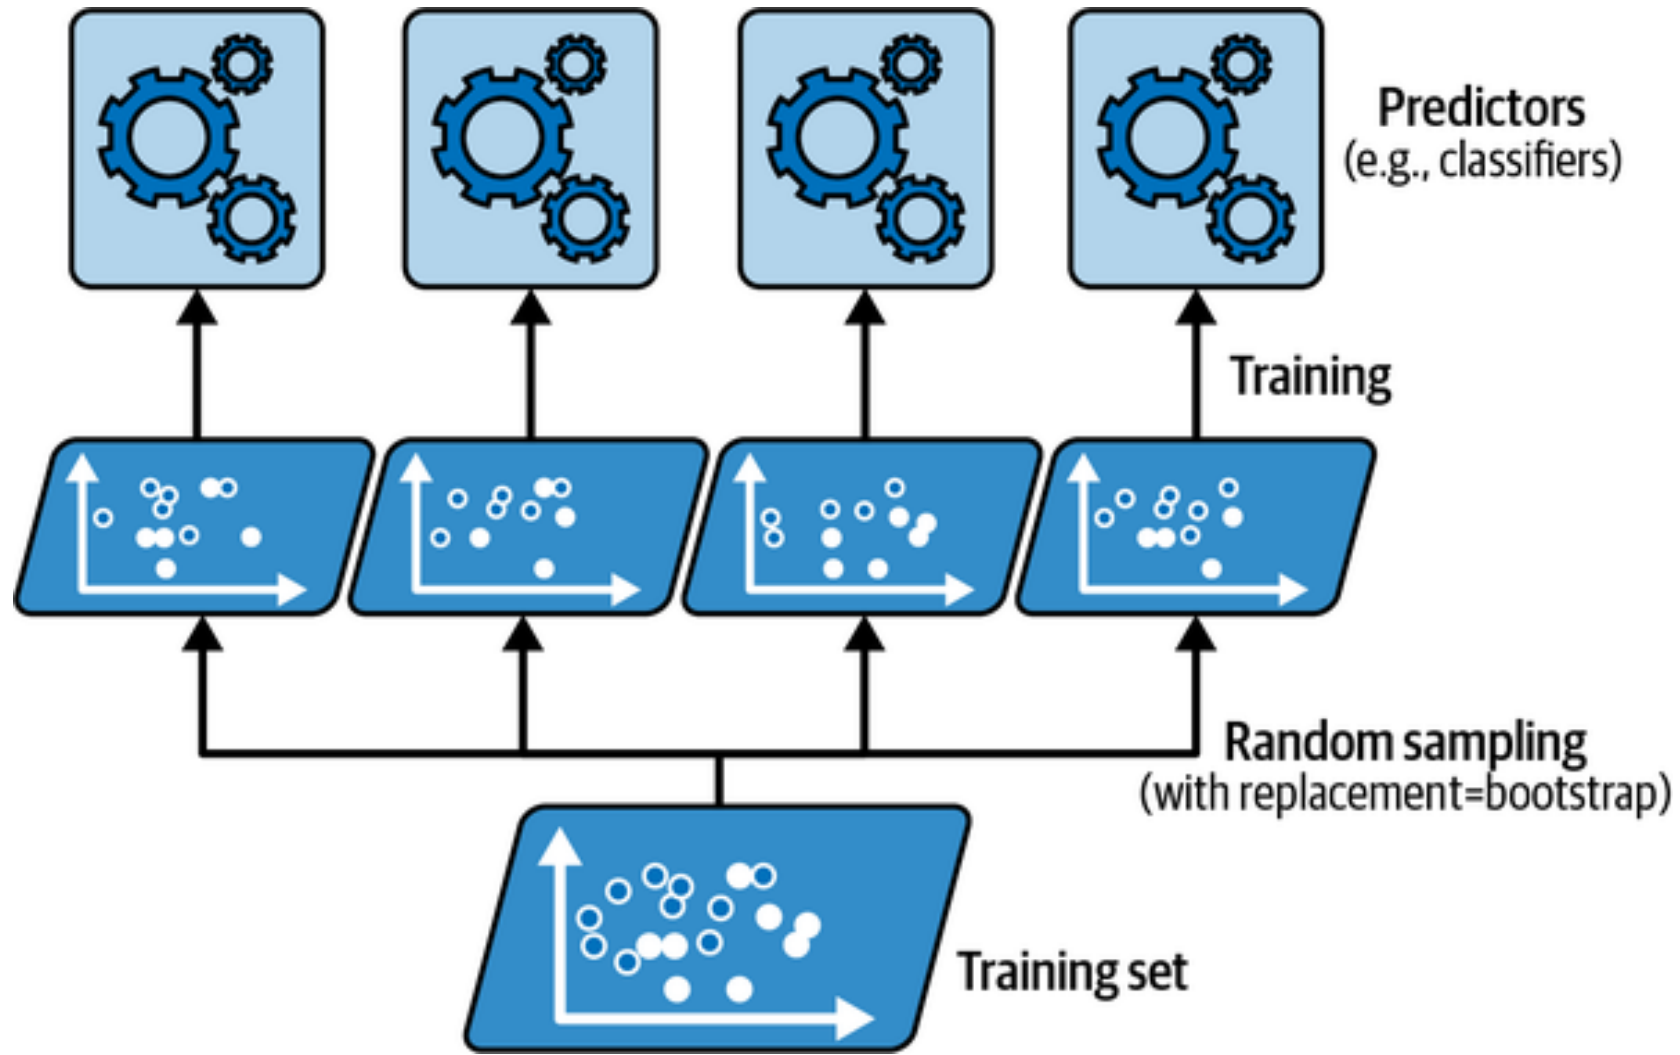 Predictors
(e.g., classifiers)
Training
Random sampling
(with replacement=bootstrap)
Training set